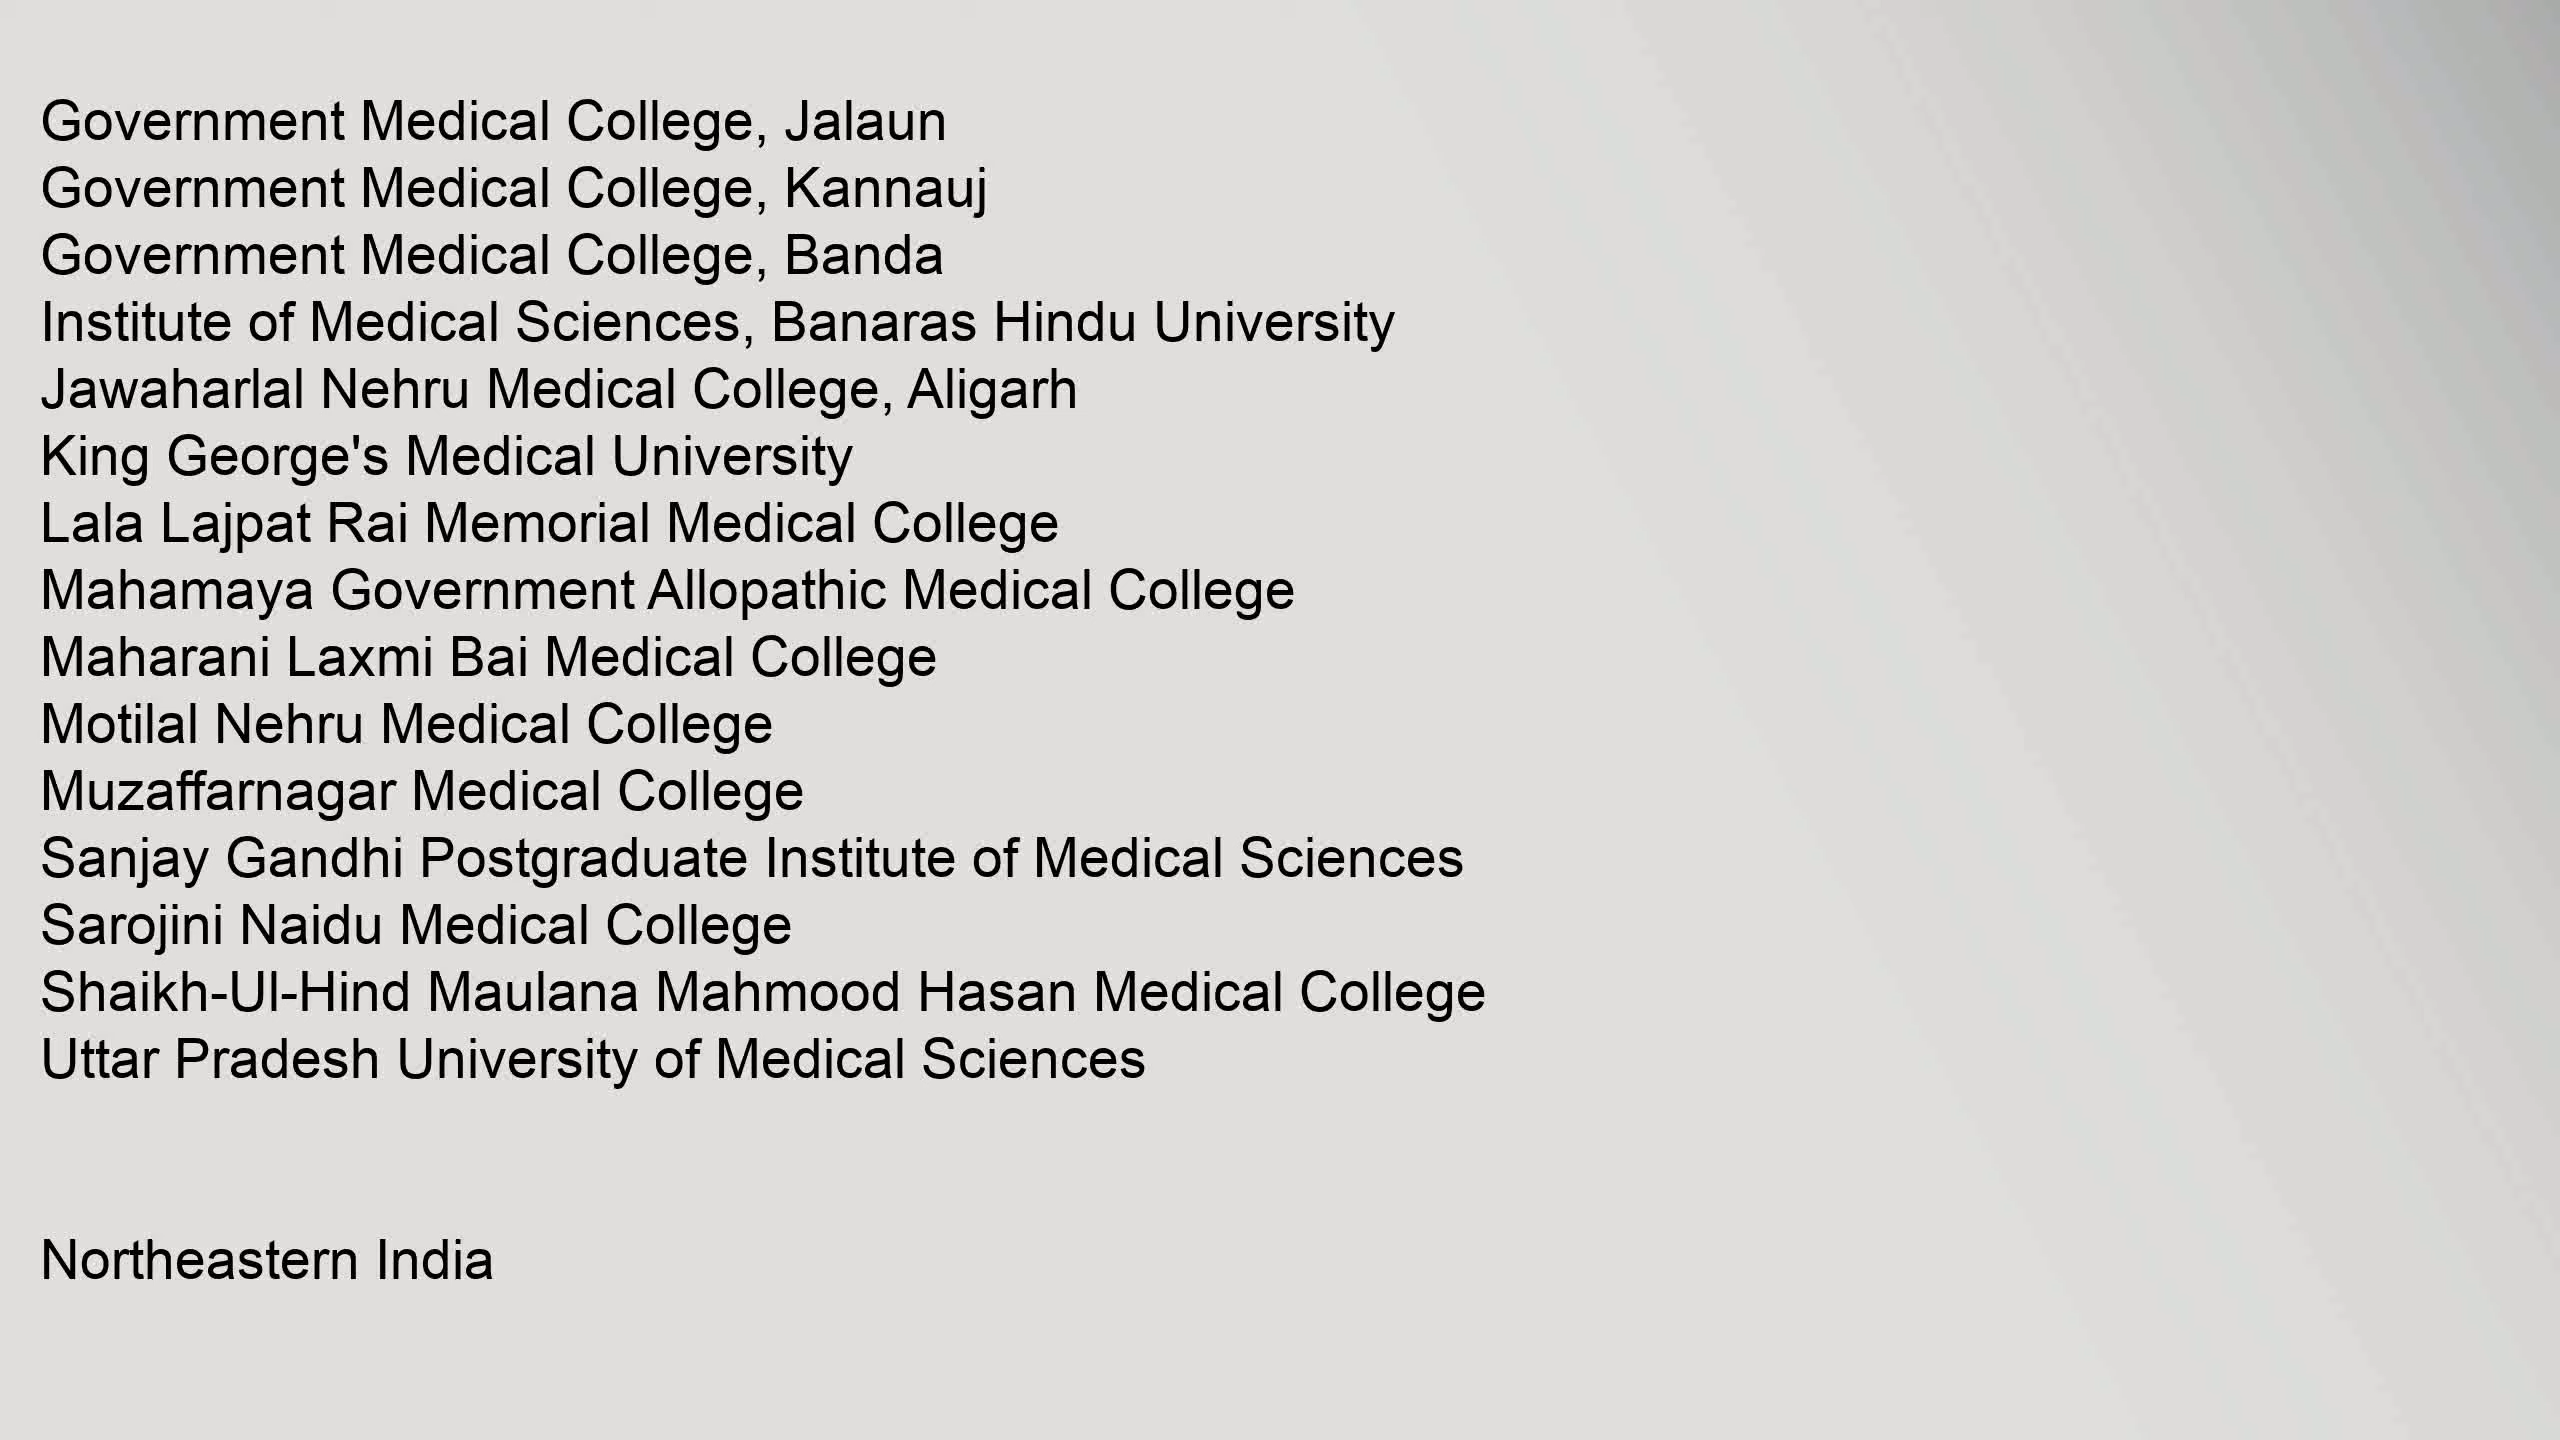 Government Medical College, Jalaun
Government Medical College, Kannauj
Government Medical College, Banda
Institute of Medical Sciences, Banaras Hindu University
Jawaharlal Nehru Medical College, Aligarh
King George's Medical University
Lala Lajpat Rai Memorial Medical College
Mahamaya Government Allopathic Medical College
Maharani Laxmi Bai Medical College
Motilal Nehru Medical College
Muzaffarnagar Medical College
Sanjay Gandhi Postgraduate Institute of Medical Sciences
Sarojini Naidu Medical College
Shaikh-Ul-Hind Maulana Mahmood Hasan Medical College
Uttar Pradesh University of Medical Sciences
Northeastern India